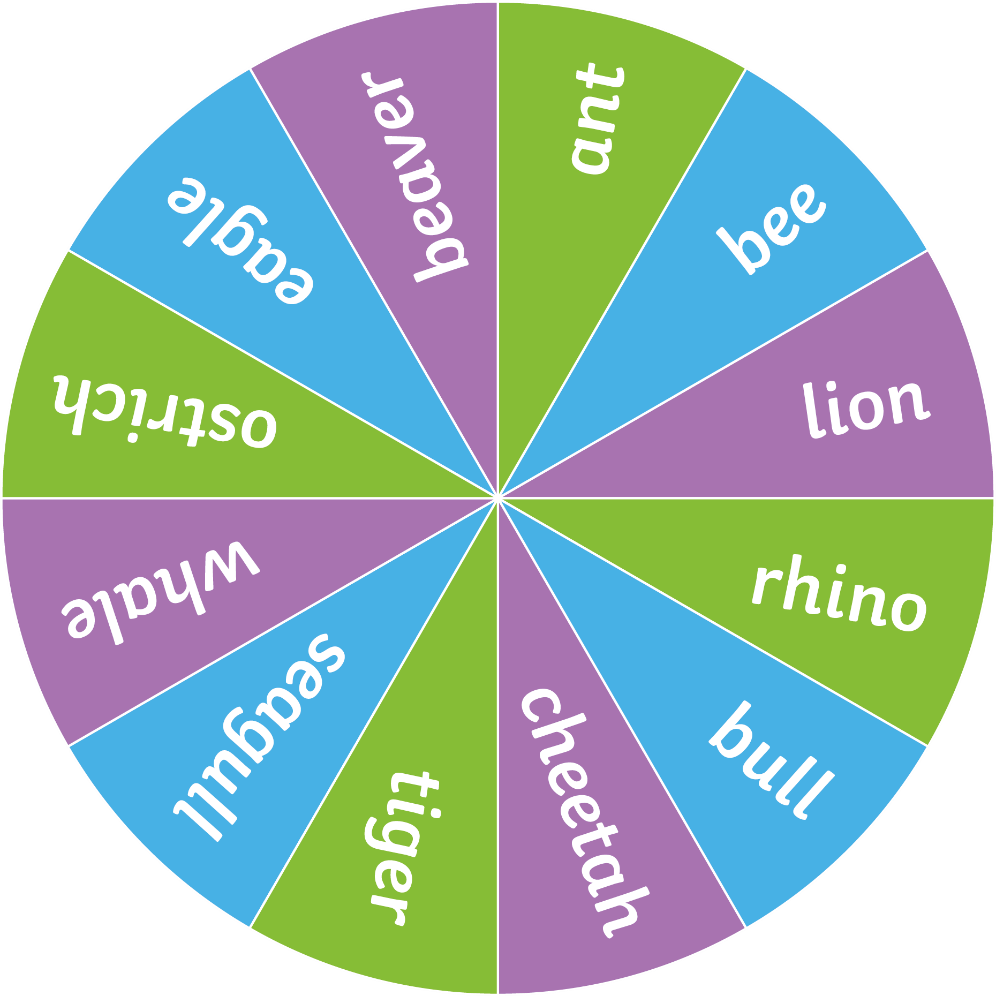 ant
bee
lion
rhino
bull
cheetah
tiger
seagull
whale
ostrich
eagle
beaver